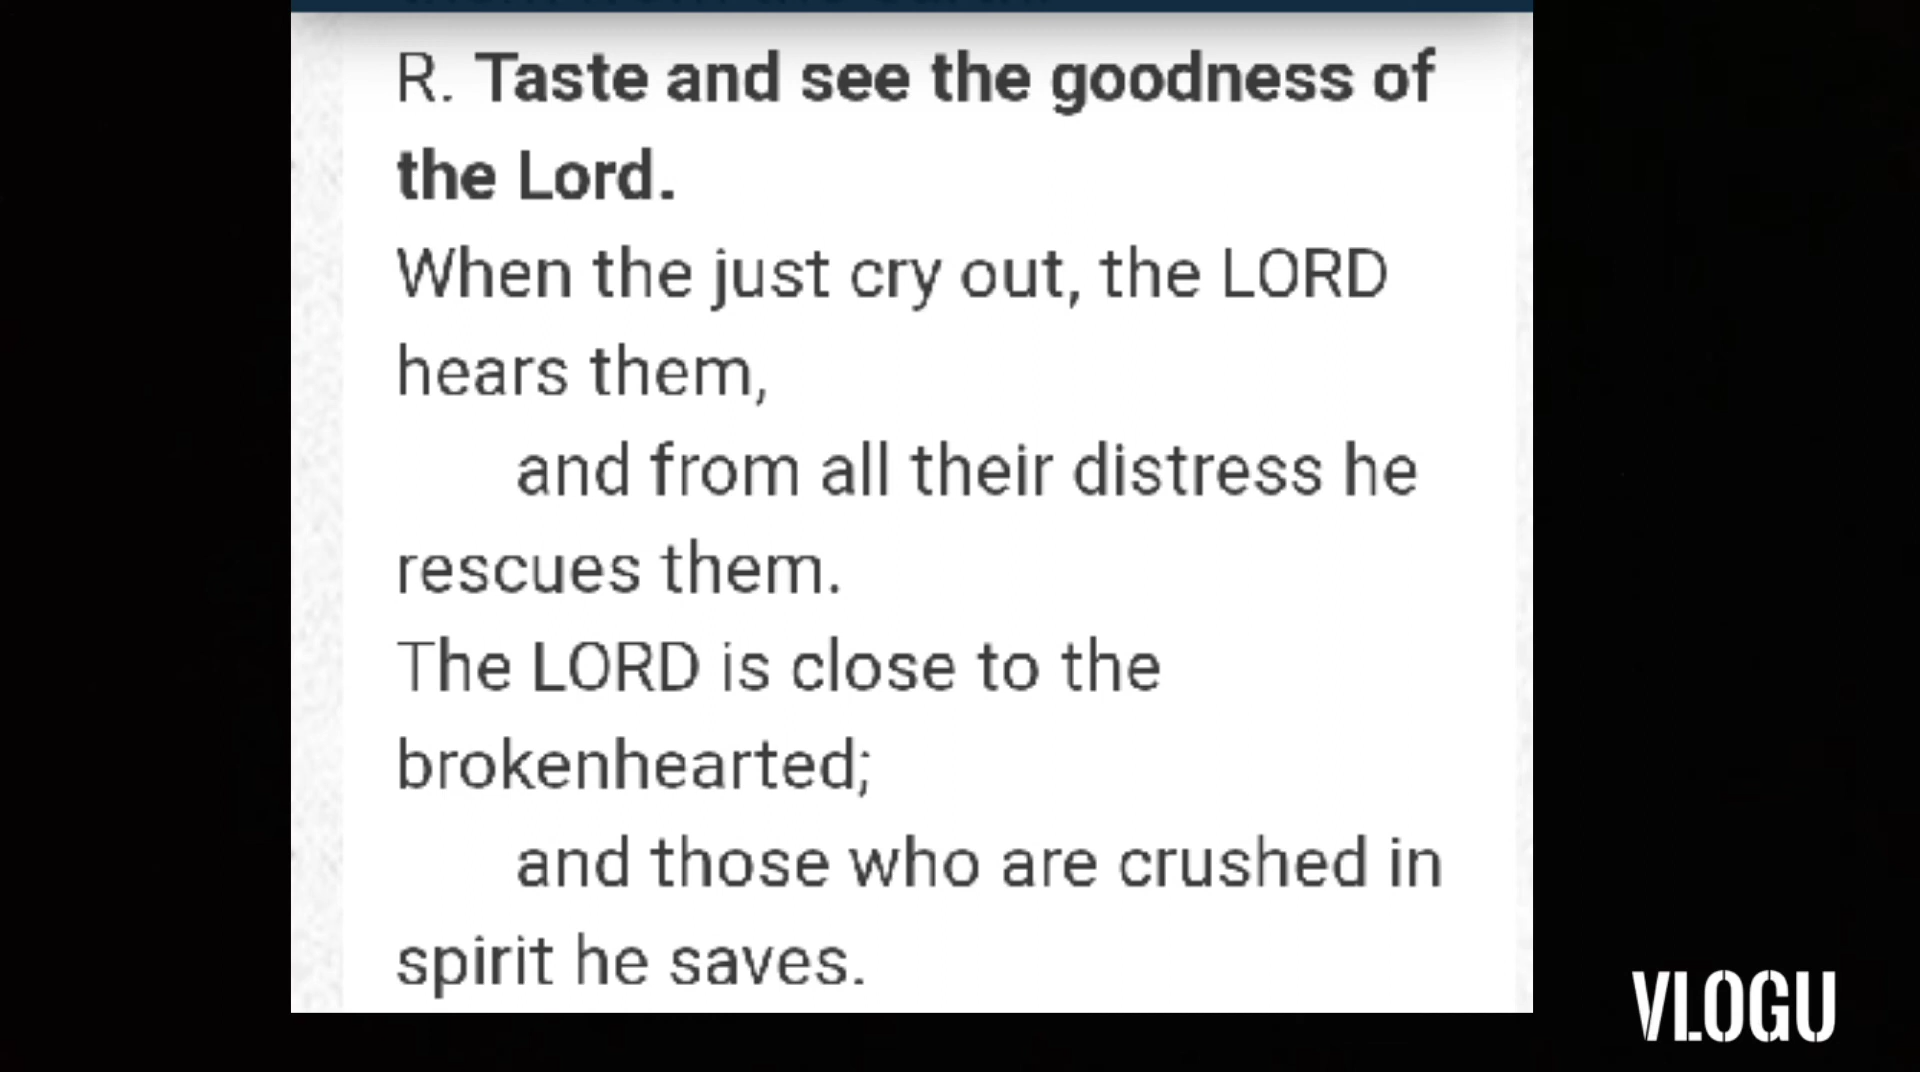 R. Taste and see the goodness of
the Lord.
When the just cry out, the LORD
hears them,
and from all their distress he
rescues them.
The LORD is close to the
brokenhearted;
and those who are crushed in
spirit he saves.
VLOGU